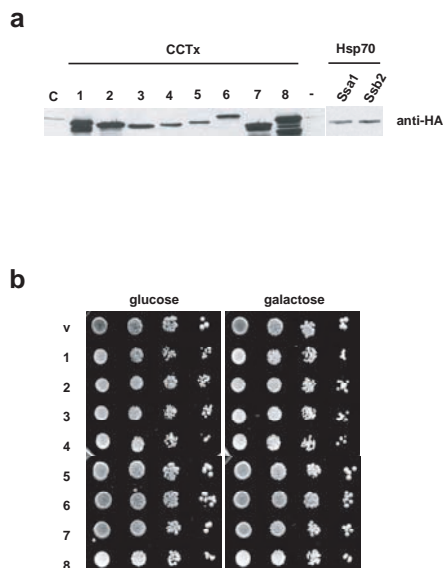 a
CCTx
Hsp70
C 1 2 3 4 5 6 7 8 - Ssa1 Ssb2
anti-HA
b
glucose galactose
v
1
2
3
4
5
6
7
8